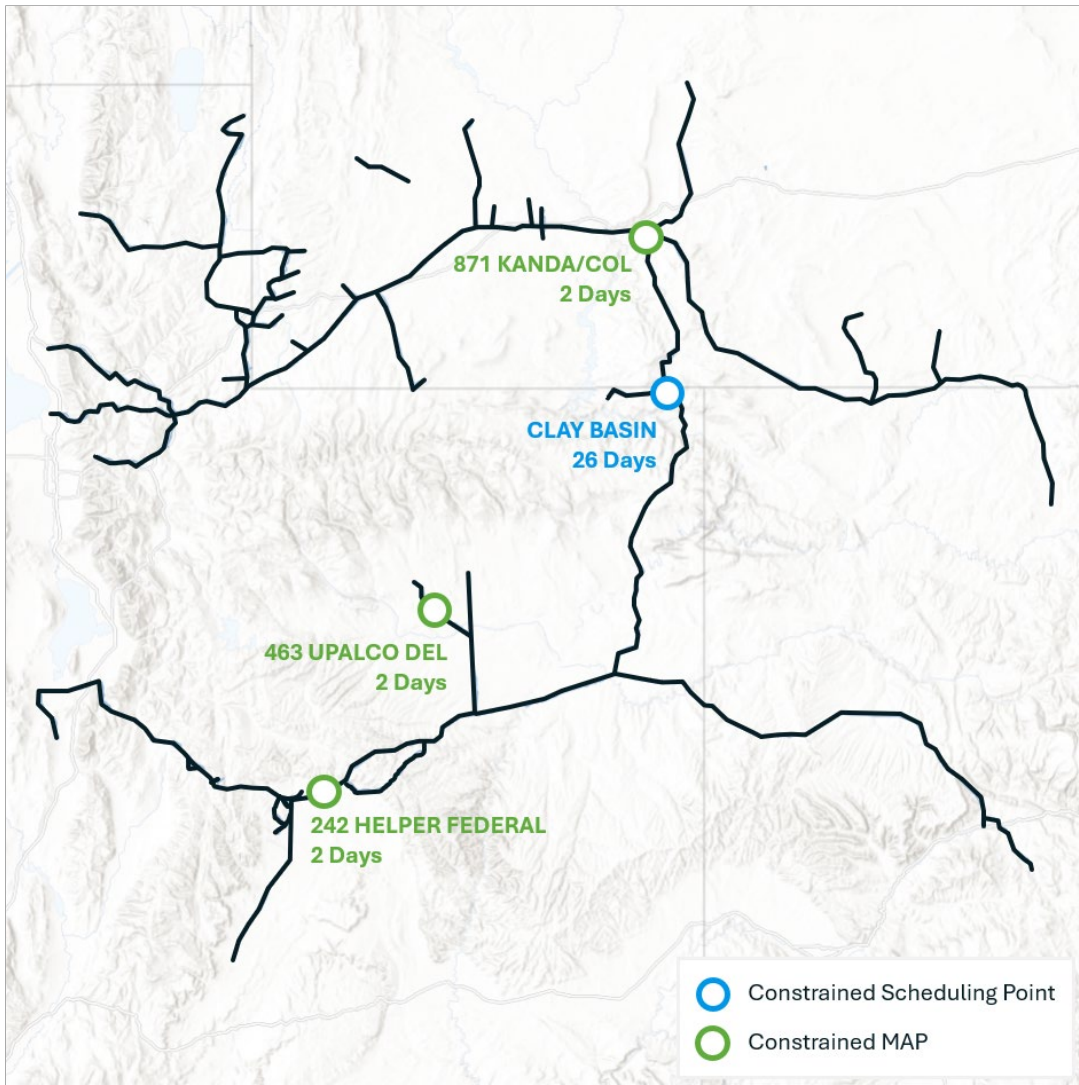 871 KANDA/COL
2 Days
CLAY BASIN
26 Days
463 UPALCO DEL
2 Days
242 HELPER FEDERAL
2 Days
Constrained Scheduling Point
Constrained MAP